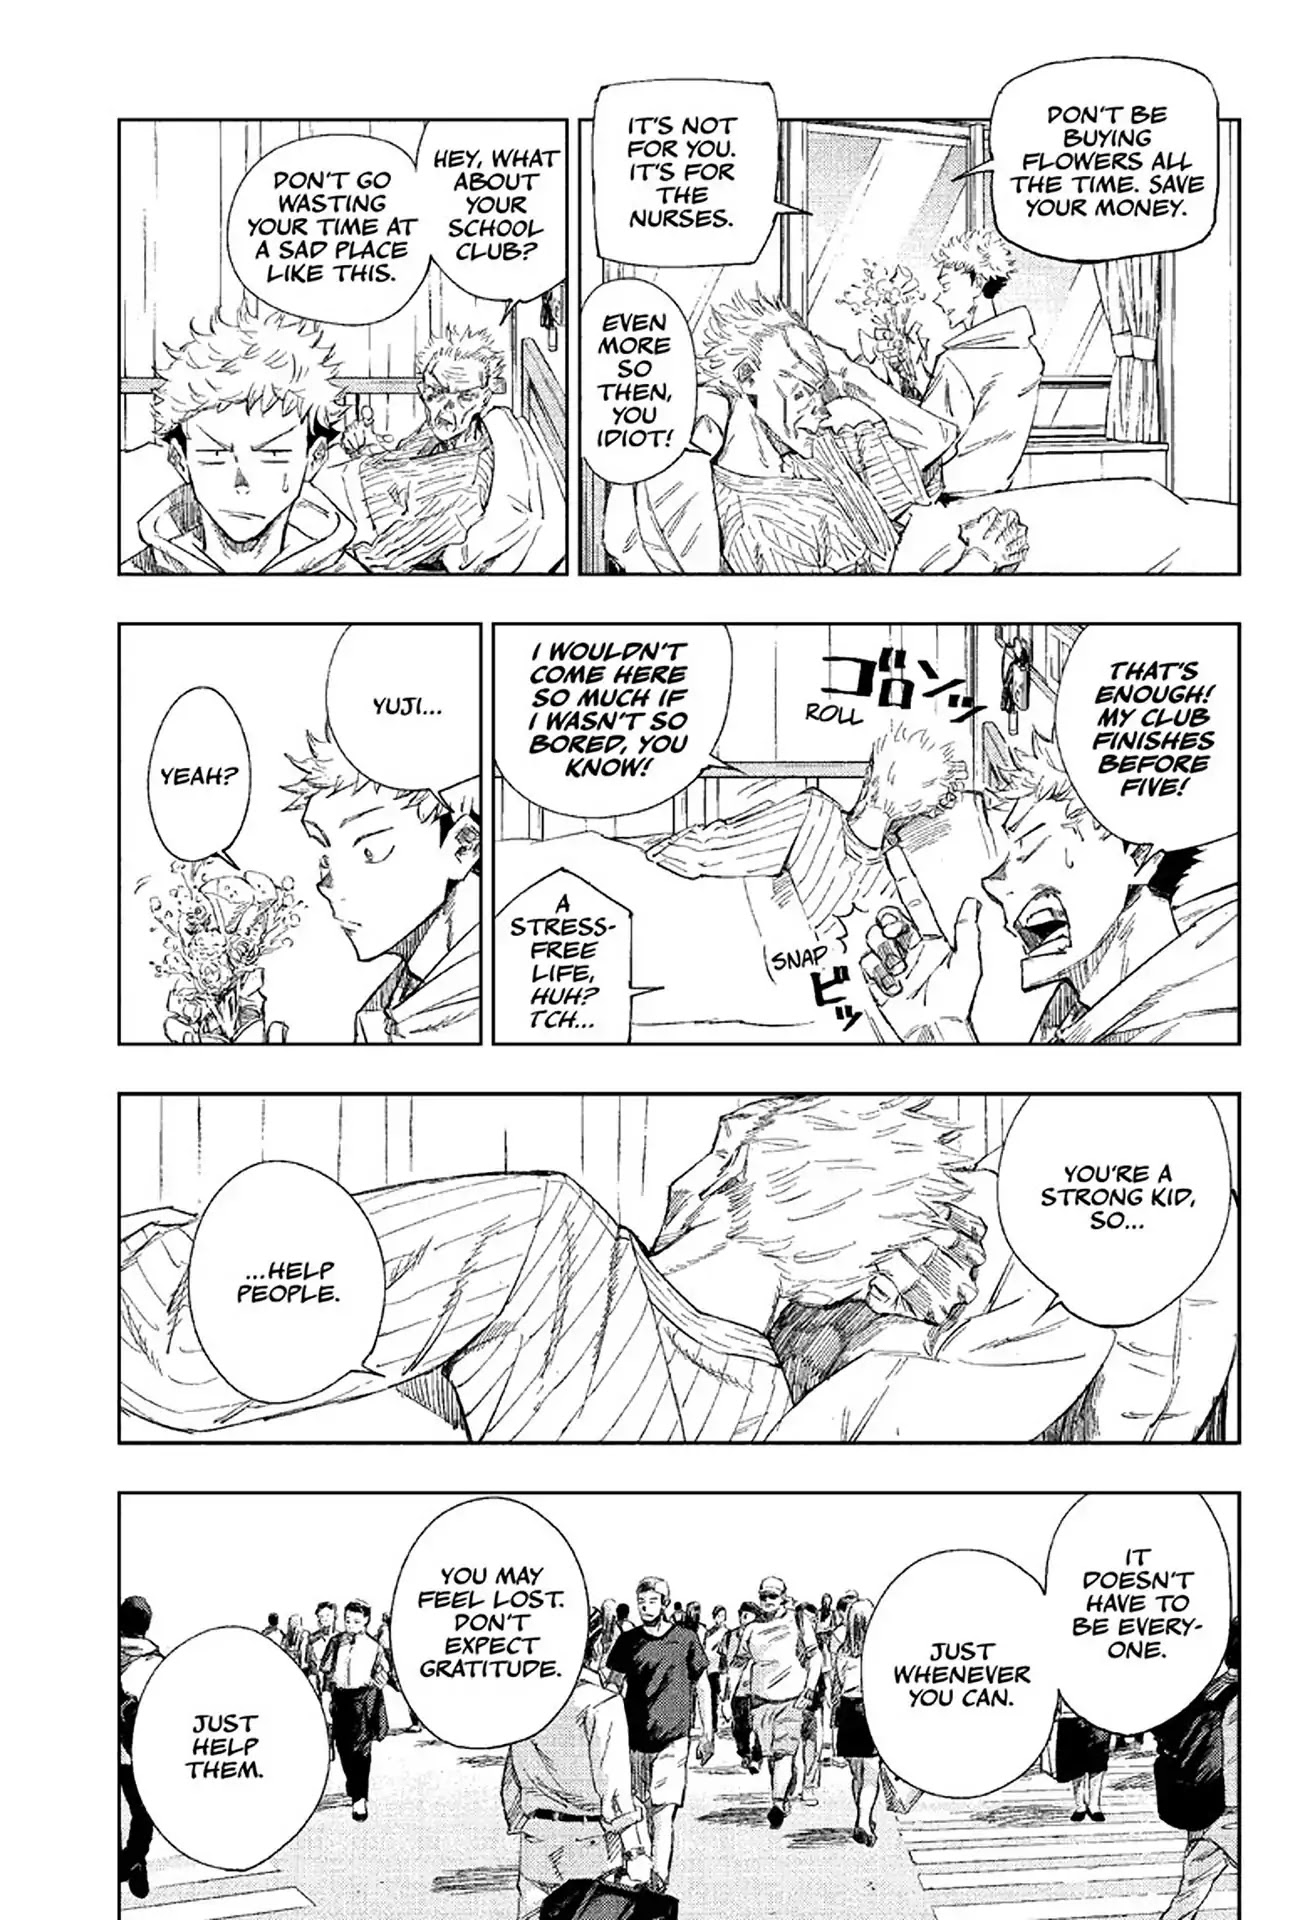 DON'T BE
BUYING
FLOWERS ALL
THE TIME. SAVE
YOUR MONEY.
IT'S NOT
FOR YOU.
IT'S FOR
THE
NURSES.
EVEN
MORE
SO
THEN,
YOU
IDIOT!
HEY, WHAT
ABOUT
YOUR
SCHOOL
CLUB?
DON'T GO
WASTING
YOUR TIME AT
A SAD PLACE
LIKE THIS.
THAT'S
ENOUGH!
MY CLUB
FINISHES
BEFORE
FIVE!
ゴロンッ
ROLL
I WOULDN'T
COME HERE
SO MUCH IF
I WASN'T SO
BORED, YOU
KNOW!
SNAP
ビッ
A
STRESS-
FREE
LIFE,
HUH?
TCH...
YUJI...
YEAH?
YOU'RE A
STRONG KID,
SO...
...HELP
PEOPLE.
IT
DOESN'T
HAVE TO
BE EVERY-
ONE.
JUST
WHENEVER
YOU CAN.
YOU MAY
FEEL LOST.
DON'T
EXPECT
GRATITUDE.
JUST
HELP
THEM.